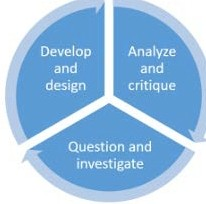 Develop
and
design
Analyze
and
critique
Question and
investigate